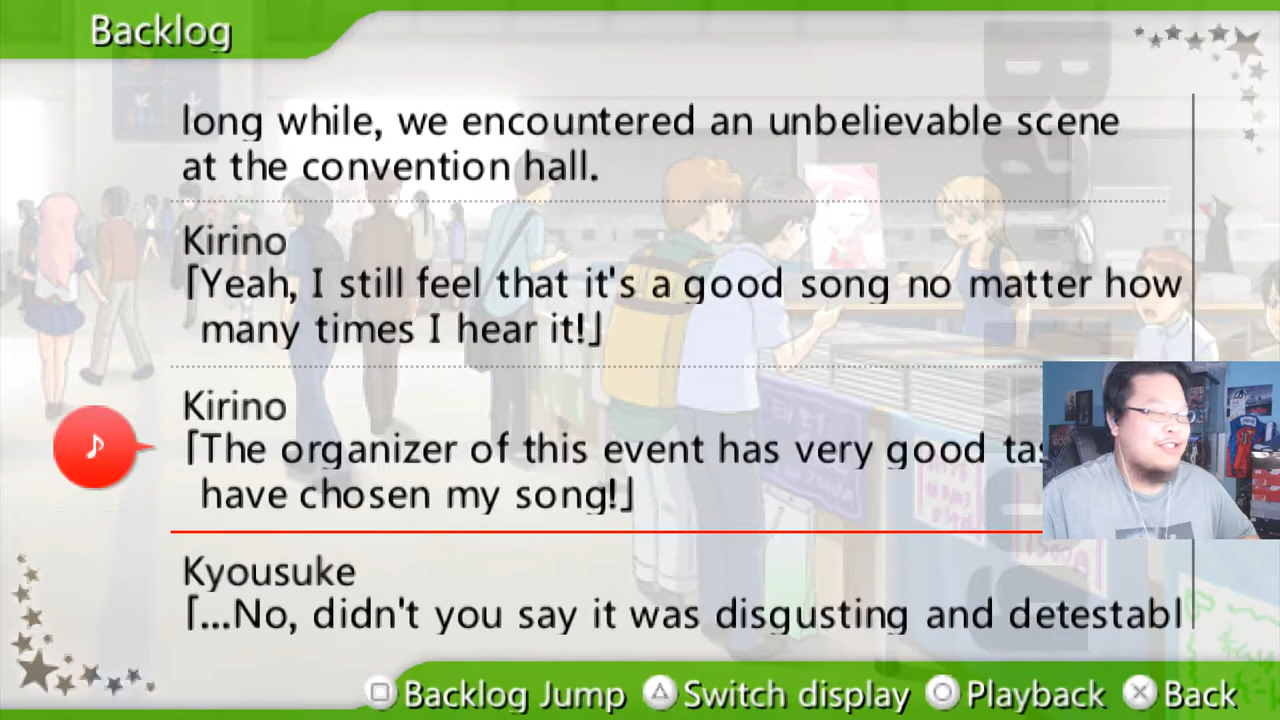 Backlog
long while, we encountered an unbelievable scene
at the convention hall.
Kirino
「Yeah, I still feel that it's a good song no matter how
many times I hear it!」
Kirino
「The organizer of this event has very good
have chosen my song!」
Kyousuke
「...No, didn't you say it was disgusting and detestabl
Backlog Jump Switch display Playback Back